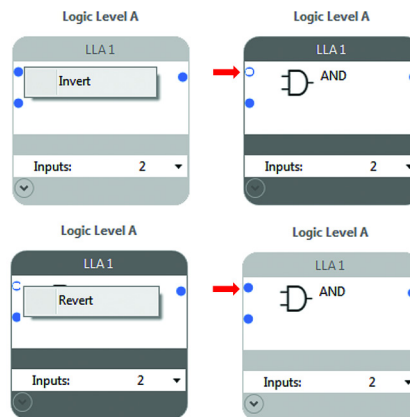 Logic Level A
LLA 1
Invert
Inputs: 2
Logic Level A
LLA 1
AND
Inputs: 2
Logic Level A
LLA 1
Revert
Inputs: 2
Logic Level A
LLA 1
AND
Inputs: 2